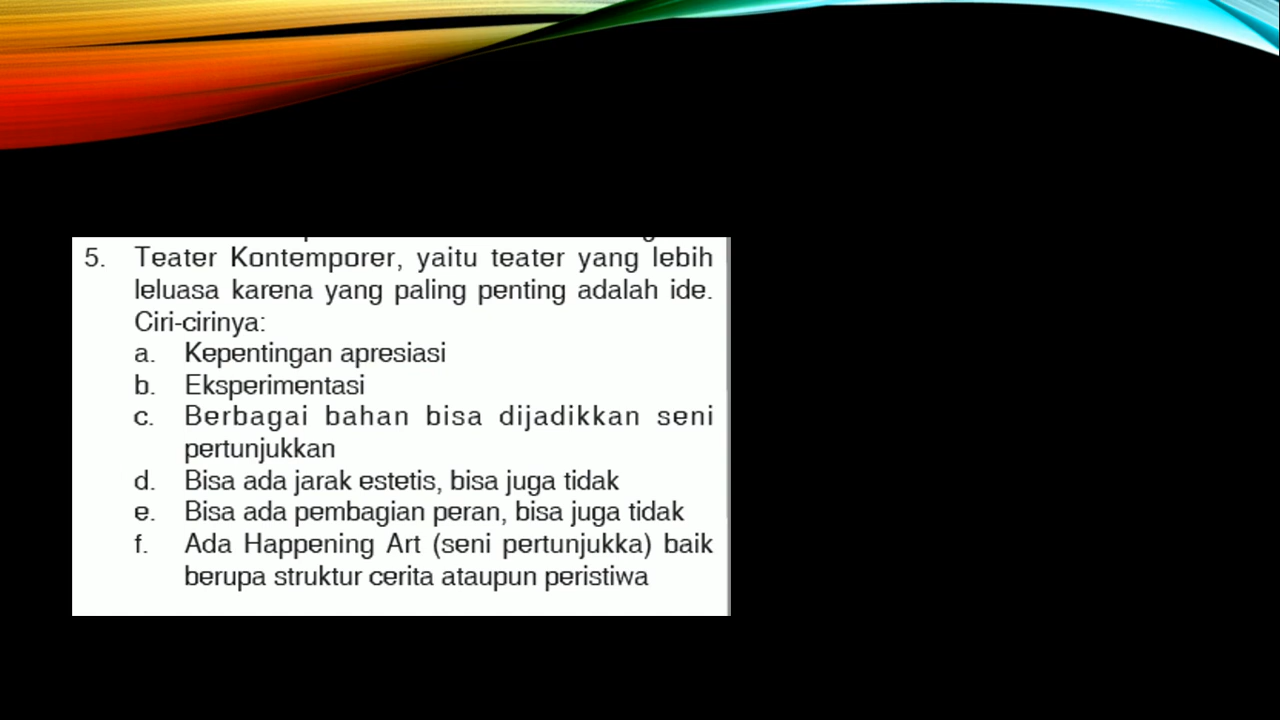 5. Teater Kontemporer, yaitu teater yang lebih
leluasa karena yang paling penting adalah ide.
Ciri-cirinya:
a. Kepentingan apresiasi
b. Eksperimentasi
c. Berbagai bahan bisa dijadikkan seni
pertunjukkan
d. Bisa ada jarak estetis, bisa juga tidak
e. Bisa ada pembagian peran, bisa juga tidak
f. Ada Happening Art (seni pertunjukka) baik
berupa struktur cerita ataupun peristiwa